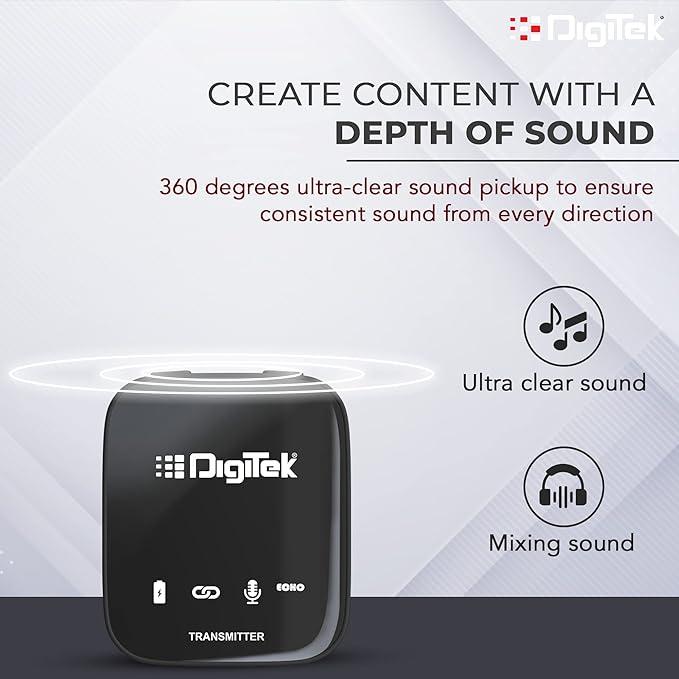 DIGITEK®
CREATE CONTENT WITH A
DEPTH OF SOUND
360 degrees ultra-clear sound pickup to ensure
consistent sound from every direction
Ultra clear sound
DIGITEK®
Mixing sound
ECHO
TRANSMITTER